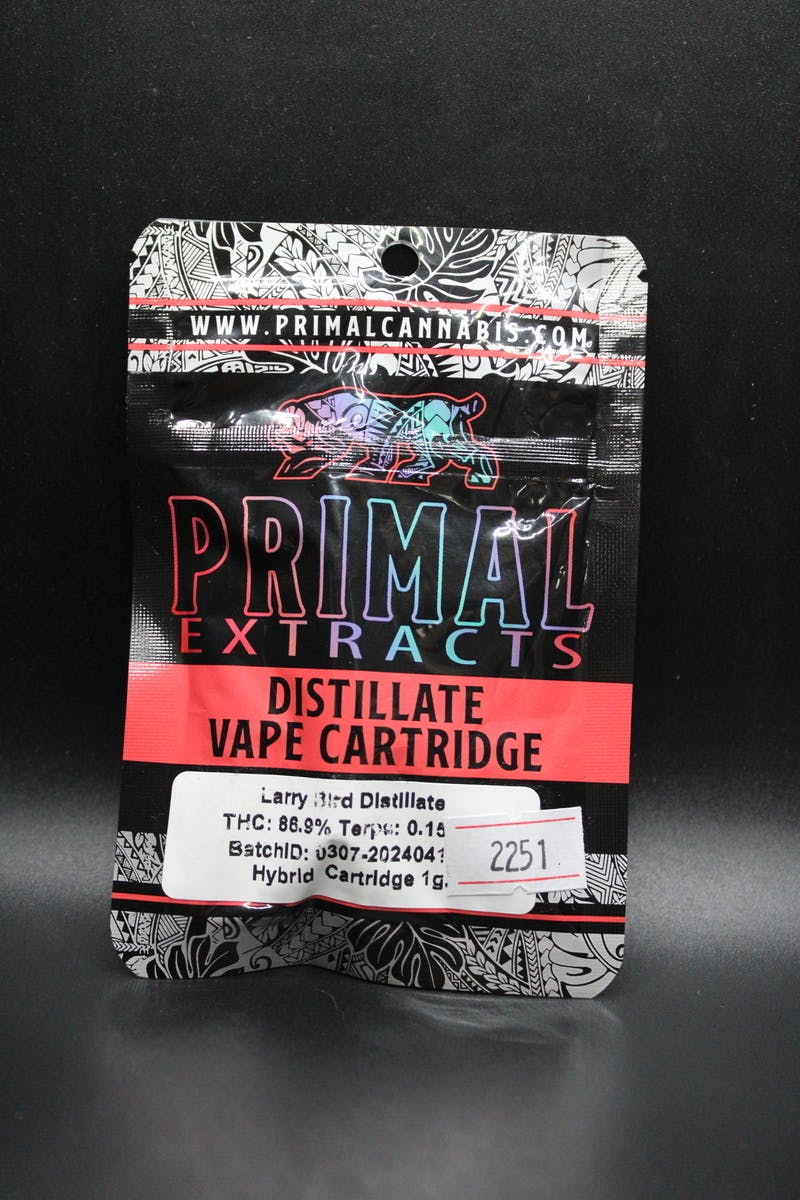 WWW.PRIMALCANNABIS.COM
PRIMAL
EXTRACTS
DISTILLATE
VAPE CARTRIDGE
Larry Bird Distillate
THC: 86.9% Terps: 0.15
BatchID: 0307-202404
Hybrid Cartridge 1g.
2251